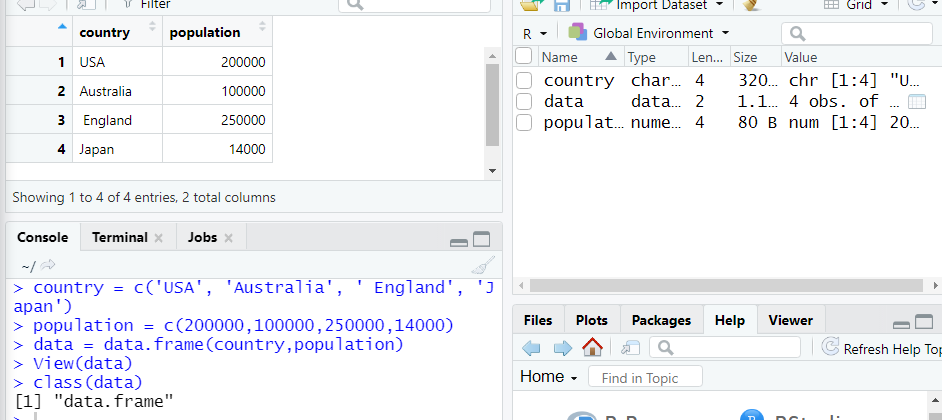 Filter
country population
1 USA 200000
2 Australia 100000
3 England 250000
4 Japan 14000
Showing 1 to 4 of 4 entries, 2 total columns
Console Terminal Jobs
~/
> country = c('USA', 'Australia', ' England', 'J
apan')
> population = c(200000,100000,250000,14000)
> data = data.frame(country,population)
> View(data)
> class(data)
[1] "data.frame"
>
Import Dataset Grid
R Global Environment
Name Type Len... Size Value
country char... 4 320... chr [1:4] "U...
data data... 2 1.1... 4 obs. of ...
populat... nume... 4 80 B num [1:4] 20...
Files Plots Packages Help Viewer
Refresh Help Top
Home Find in Topic